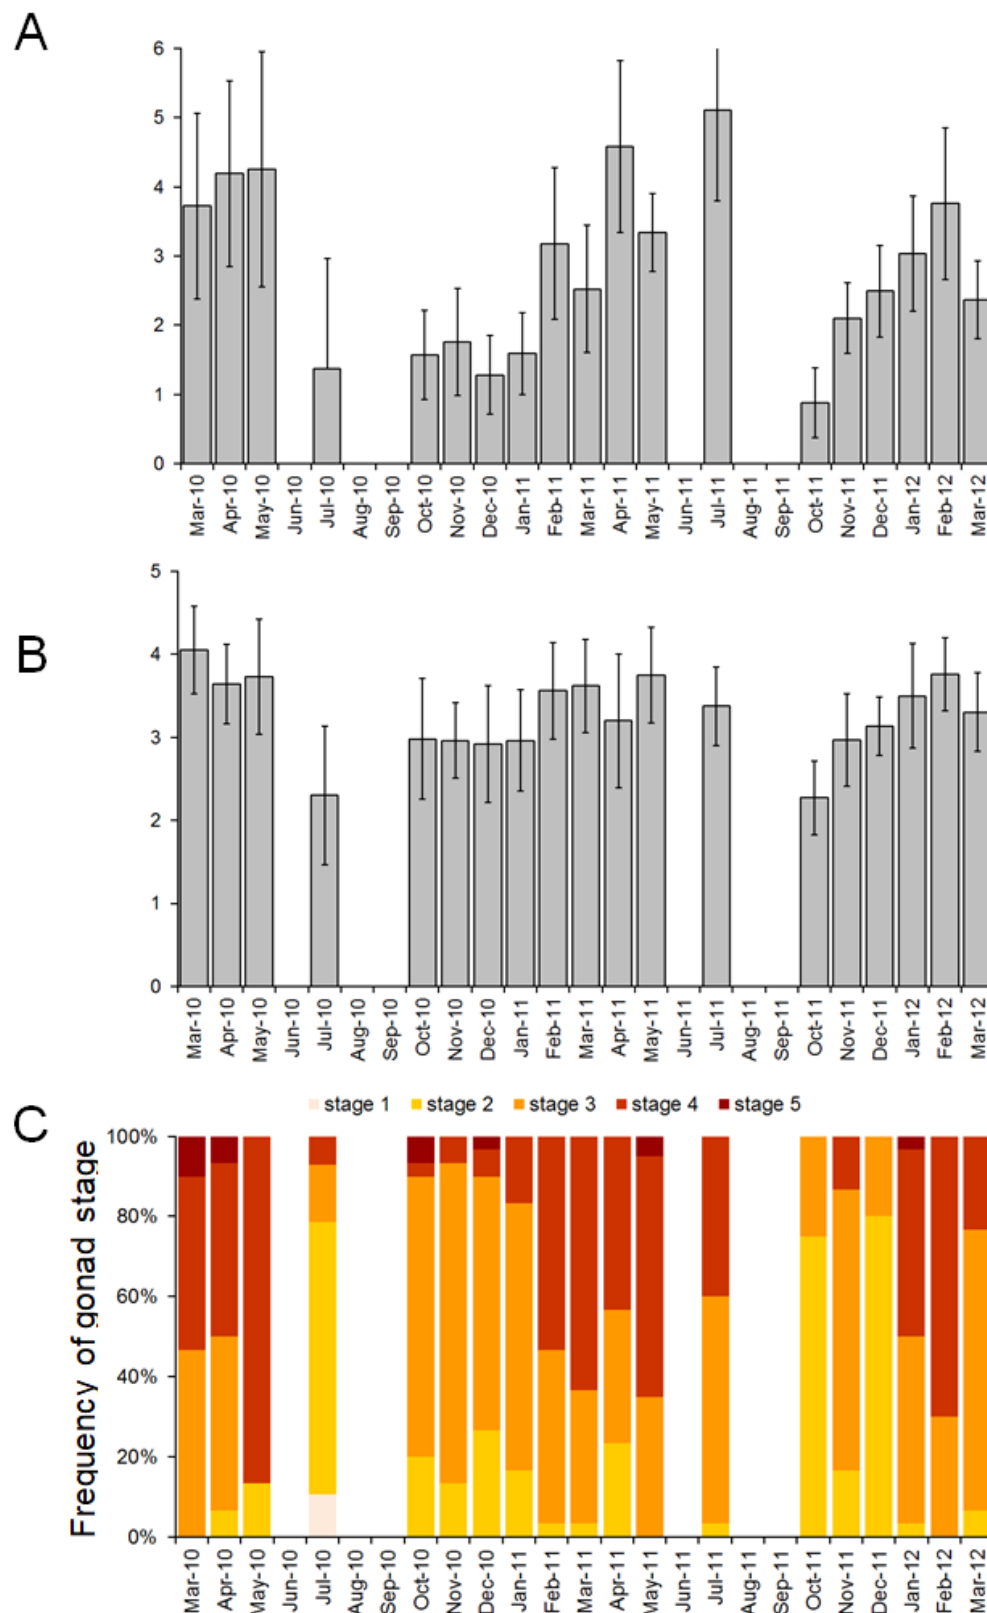 A
6
5
4
3
2
1
0
Mar-10 Apr-10 May-10 Jun-10 Jul-10 Aug-10 Sep-10 Oct-10 Nov-10 Dec-10 Jan-11 Feb-11 Mar-11 Apr-11 May-11 Jun-11 Jul-11 Aug-11 Sep-11 Oct-11 Nov-11 Dec-11 Jan-12 Feb-12 Mar-12
B
5
4
3
2
1
0
Mar-10 Apr-10 May-10 Jun-10 Jul-10 Aug-10 Sep-10 Oct-10 Nov-10 Dec-10 Jan-11 Feb-11 Mar-11 Apr-11 May-11 Jun-11 Jul-11 Aug-11 Sep-11 Oct-11 Nov-11 Dec-11 Jan-12 Feb-12 Mar-12
C
stage 1 stage 2 stage 3 stage 4 stage 5
Frequency of gonad stage
100%
80%
60%
40%
20%
0%
Mar-10 Apr-10 May-10 Jun-10 Jul-10 Aug-10 Sep-10 Oct-10 Nov-10 Dec-10 Jan-11 Feb-11 Mar-11 Apr-11 May-11 Jun-11 Jul-11 Aug-11 Sep-11 Oct-11 Nov-11 Dec-11 Jan-12 Feb-12 Mar-12